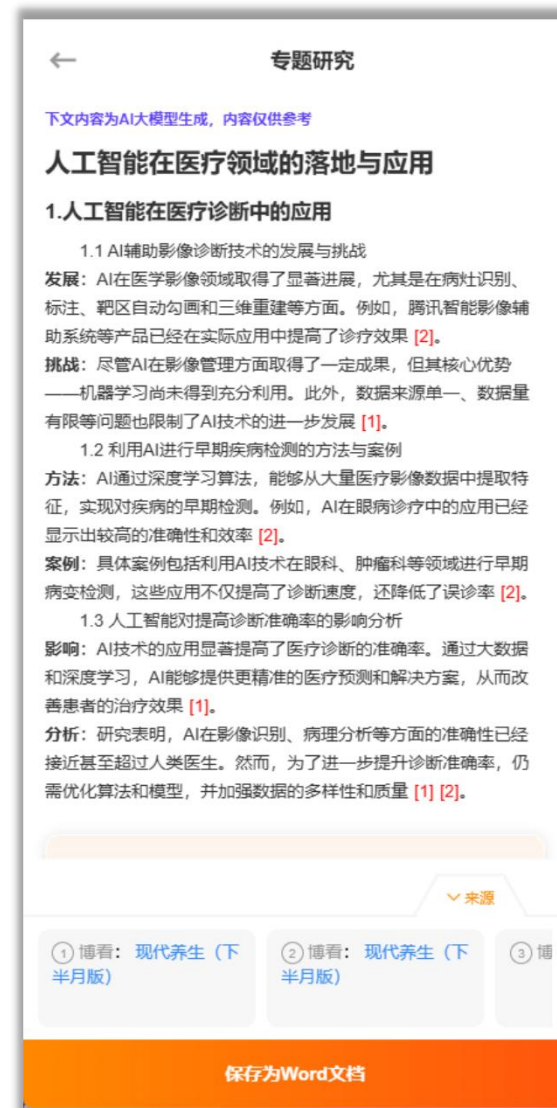 专题研究
下文内容为AI大模型生成，内容仅供参考
人工智能在医疗领域的落地与应用
1.人工智能在医疗诊断中的应用
1.1 AI辅助影像诊断技术的发展与挑战
发展：AI在医学影像领域取得了显著进展，尤其是在病灶识别、
标注、靶区自动勾画和三维重建等方面。例如，腾讯智能影像辅
助系统等产品已经在实际应用中提高了诊疗效果 [2]。
挑战：尽管AI在影像管理方面取得了一定成果，但其核心优势
——机器学习尚未得到充分利用。此外，数据来源单一、数据量
有限等问题也限制了AI技术的进一步发展 [1]。
1.2 利用AI进行早期疾病检测的方法与案例
方法：AI通过深度学习算法，能够从大量医疗影像数据中提取特
征，实现对疾病的早期检测。例如，AI在眼病诊疗中的应用已经
显示出较高的准确性和效率 [2]。
案例：具体案例包括利用AI技术在眼科、肿瘤科等领域进行早期
病变检测，这些应用不仅提高了诊断速度，还降低了误诊率 [2]。
1.3 人工智能对提高诊断准确率的影响分析
影响：AI技术的应用显著提高了医疗诊断的准确率。通过大数据
和深度学习，AI能够提供更精准的医疗预测和解决方案，从而改
善患者的治疗效果 [1]。
分析：研究表明，AI在影像识别、病理分析等方面的准确性已经
接近甚至超过人类医生。然而，为了进一步提升诊断准确率，仍
需优化算法和模型，并加强数据的多样性和质量 [1] [2]。
来源
① 博看： 现代养生（下
半月版）
② 博看： 现代养生（下
半月版）
③ 博
保存为Word文档